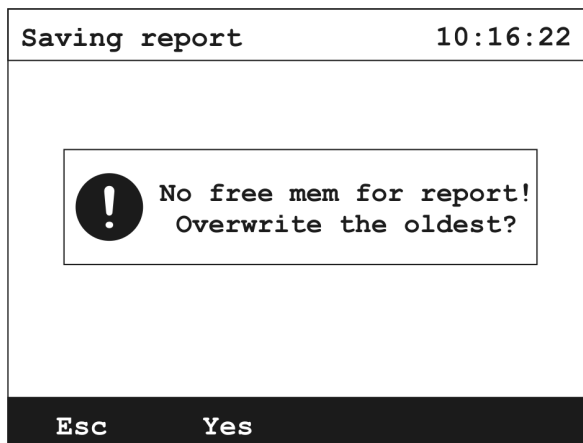 Saving report 10:16:22
No free mem for report!
Overwrite the oldest?
Esc Yes